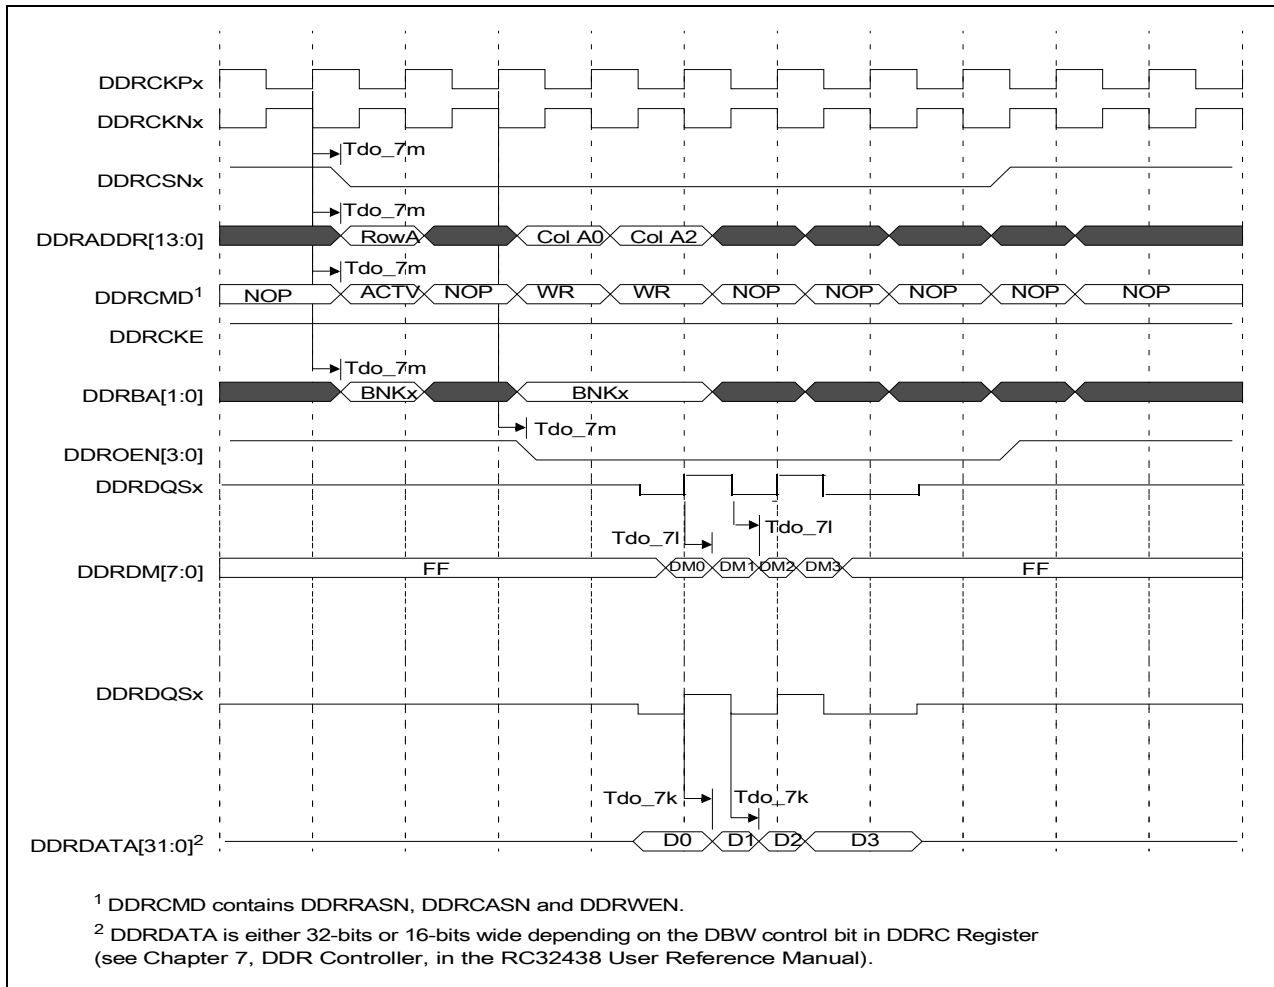 DDRCKPx
DDRCKNx
Tdo_7m
DDRCSNx
Tdo_7m
DDRADDR[13:0] RowA Col A0 Col A2
Tdo_7m
DDRCMD1 NOP ACTV NOP WR WR NOP NOP NOP NOP NOP
DDRCKE
Tdo_7m
DDRBA[1:0] BNKx BNKx
Tdo_7m
DDROEN[3:0]
DDRDQSx
Tdo_7l Tdo_7l
DDRDM[7:0] FF DM0 DM1 DM2 DM3 FF
DDRDQSx
Tdo_7k Tdo_7k
DDRDATA[31:0]2 D0 D1 D2 D3
1 DDRCMD contains DDRRASN, DDRCASN and DDRWEN.
2 DDRDATA is either 32-bits or 16-bits wide depending on the DBW control bit in DDRC Register
(see Chapter 7, DDR Controller, in the RC32438 User Reference Manual).